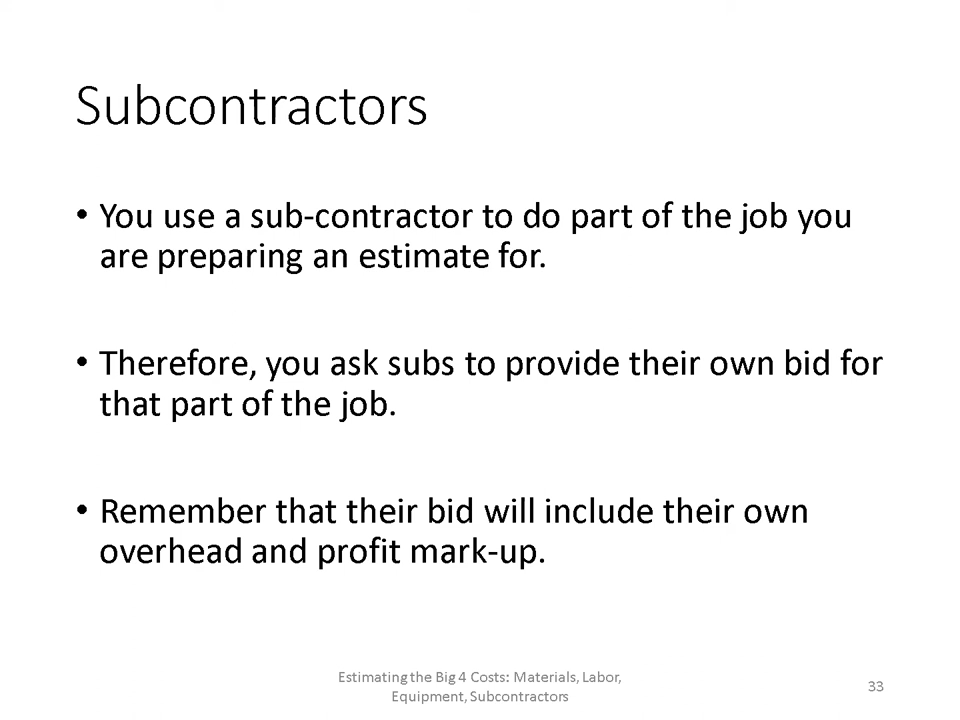 Subcontractors
• You use a sub-contractor to do part of the job you
are preparing an estimate for.
• Therefore, you ask subs to provide their own bid for
that part of the job.
• Remember that their bid will include their own
overhead and profit mark-up.
Estimating the Big 4 Costs: Materials, Labor,
Equipment, Subcontractors
33